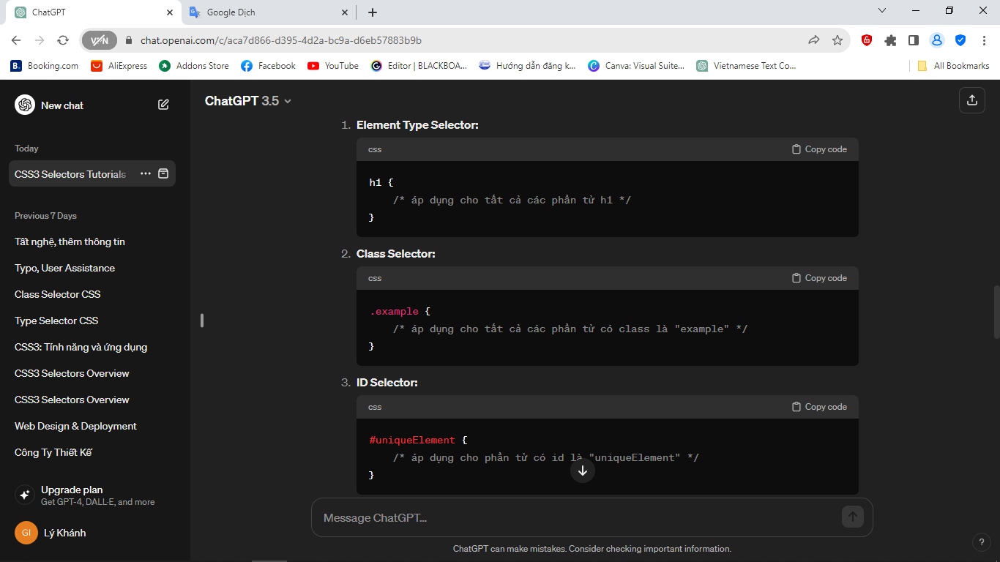 ChatGPT
Google Dịch
VPN
chat.openai.com/c/aca7d866-d395-4d2a-bc9a-d6eb57883b9b
B. Booking.com
AliExpress
Addons Store
Facebook
YouTube
Editor | BLACKBOA...
Hướng dẫn đăng k...
Canva: Visual Suite...
Vietnamese Text Co...
All Bookmarks
New chat
Today
CSS3 Selectors Tutorials
Previous 7 Days
Tất nghệ, thêm thông tin
Typo, User Assistance
Class Selector CSS
Type Selector CSS
CSS3: Tính năng và ứng dụng
CSS3 Selectors Overview
CSS3 Selectors Overview
Web Design & Deployment
Công Ty Thiết Kế
Upgrade plan
Get GPT-4, DALL·E, and more
GI Lý Khánh
ChatGPT 3.5
1. Element Type Selector:
css Copy code
h1 {
/* áp dụng cho tất cả các phần tử h1 */
}
2. Class Selector:
css Copy code
.example {
/* áp dụng cho tất cả các phần tử có class là "example" */
}
3. ID Selector:
css Copy code
#uniqueElement {
/* áp dụng cho phần tử có id là "uniqueElement" */
}
Message ChatGPT...
ChatGPT can make mistakes. Consider checking important information.
?